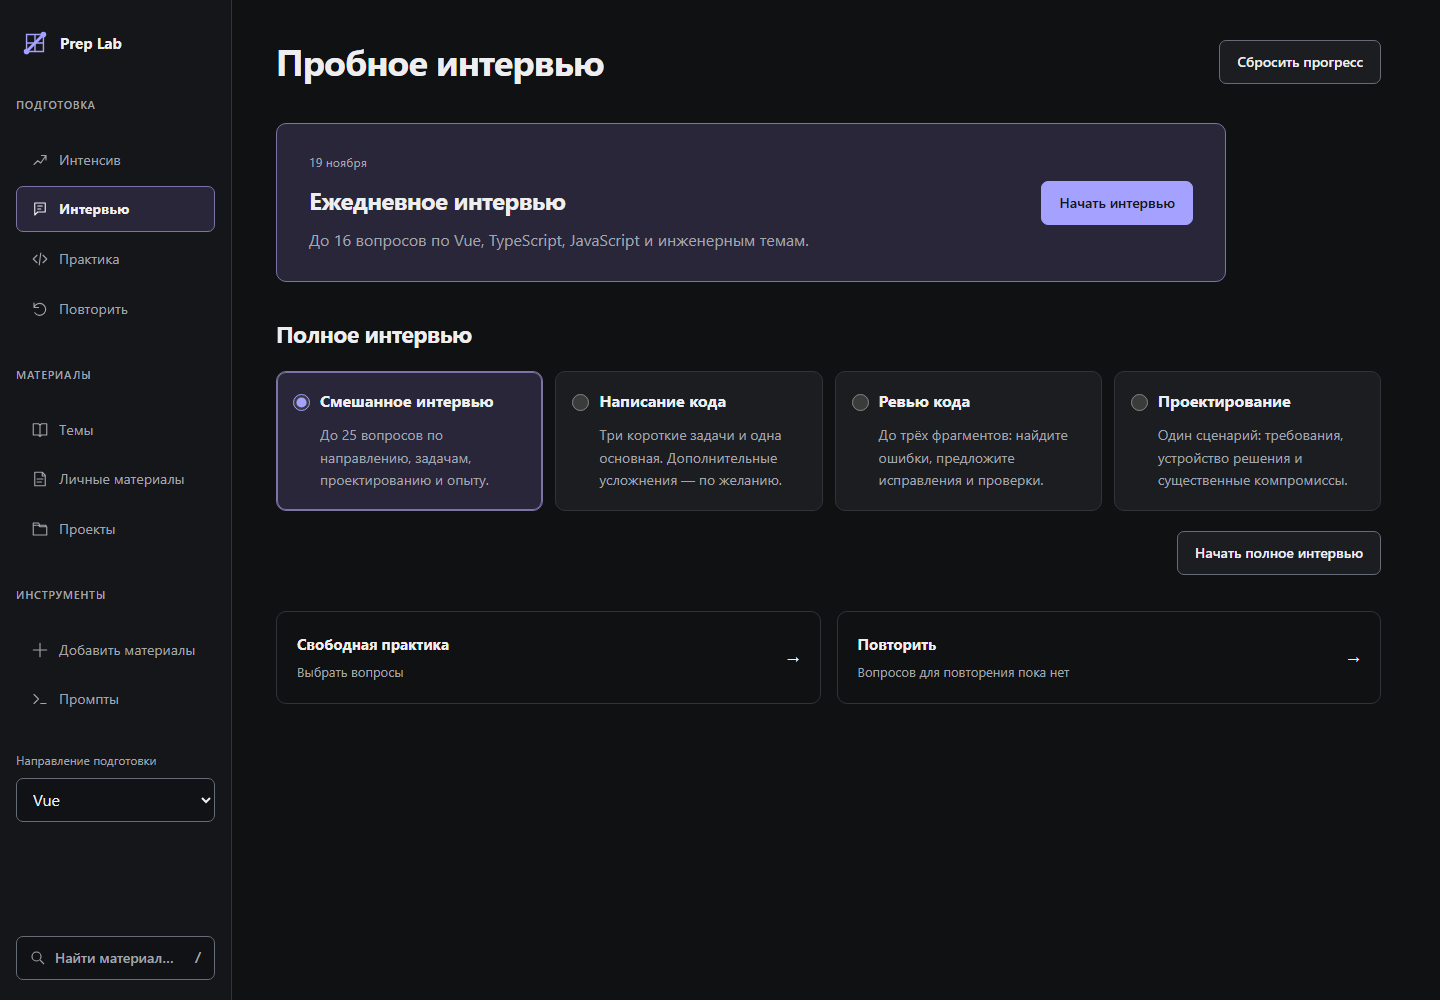 Prep Lab
ПОДГОТОВКА
Интенсив
Интервью
Практика
Повторить
МАТЕРИАЛЫ
Темы
Личные материалы
Проекты
ИНСТРУМЕНТЫ
Добавить материалы
Промпты
Направление подготовки
Vue
Найти материал... /
Пробное интервью
Сбросить прогресс
19 ноября
Ежедневное интервью
До 16 вопросов по Vue, TypeScript, JavaScript и инженерным темам.
Начать интервью
Полное интервью
Смешанное интервью
До 25 вопросов по
направлению, задачам,
проектированию и опыту.
Написание кода
Три короткие задачи и одна
основная. Дополнительные
усложнения — по желанию.
Ревью кода
До трёх фрагментов: найдите
ошибки, предложите
исправления и проверки.
Проектирование
Один сценарий: требования,
устройство решения и
существенные компромиссы.
Начать полное интервью
Свободная практика
Выбрать вопросы
→
Повторить
Вопросов для повторения пока нет
→